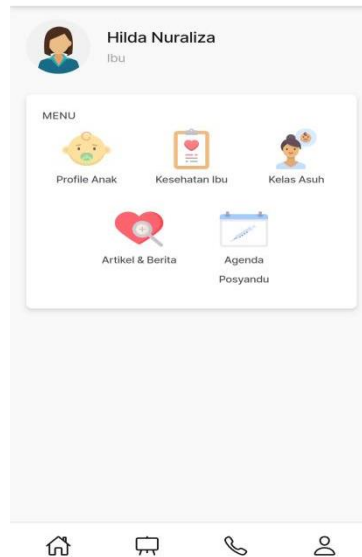 Hilda Nuraliza
Ibu
MENU
Profile Anak
Kesehatan Ibu
Kelas Asuh
Artikel & Berita
Agenda
Posyandu